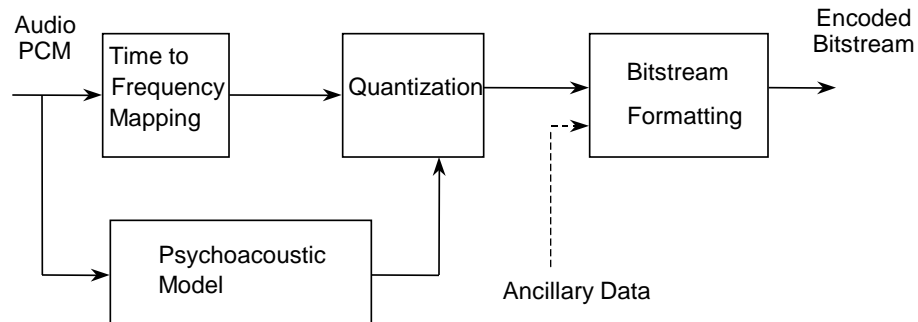 Audio
PCM
Time to
Frequency
Mapping
Quantization
Bitstream
Formatting
Encoded
Bitstream
Psychoacoustic
Model
Ancillary Data